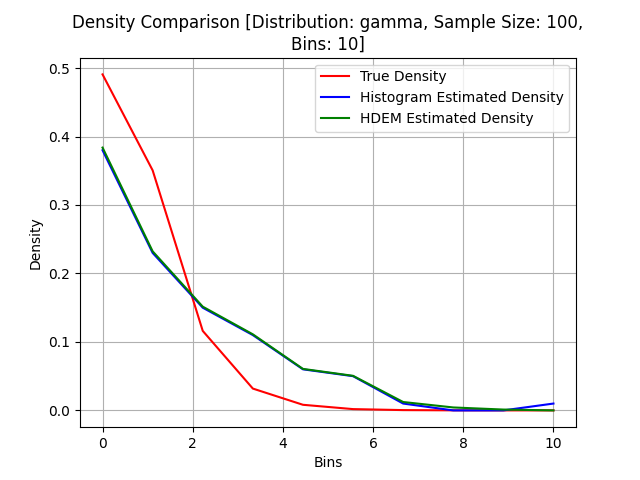 Density Comparison [Distribution: gamma, Sample Size: 100,
Bins: 10]
True Density
Histogram Estimated Density
HDEM Estimated Density
Density
0.5
0.4
0.3
0.2
0.1
0.0
0 2 4 6 8 10
Bins